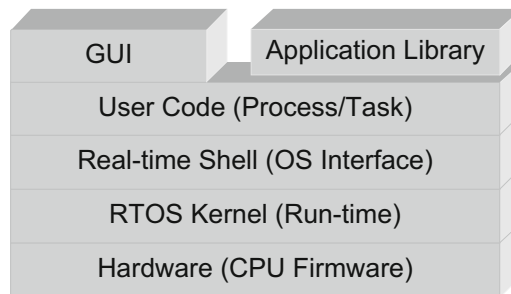 GUI
Application Library
User Code (Process/Task)
Real-time Shell (OS Interface)
RTOS Kernel (Run-time)
Hardware (CPU Firmware)